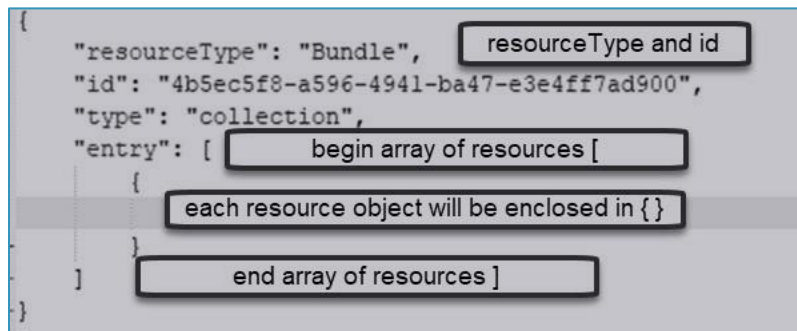 {
"resourceType": "Bundle", resourceType and id
"id": "4b5ec5f8-a596-4941-ba47-e3e4ff7ad900",
"type": "collection",
"entry": [ begin array of resources [
{
each resource object will be enclosed in { }
}
] end array of resources ]
}